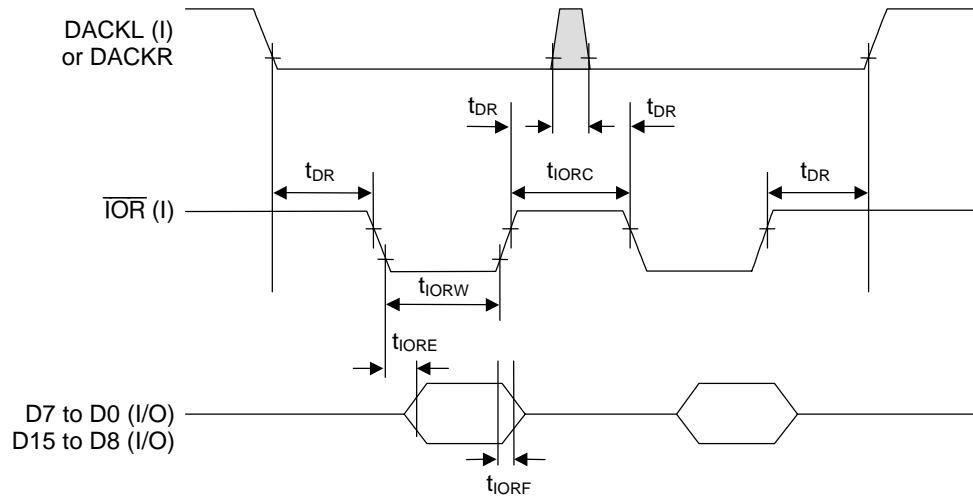 DACKL (I)
or DACKR
tDR
tDR
tDR
tIORC
tDR
IOR (I)
tIORW
tIORE
D7 to D0 (I/O)
D15 to D8 (I/O)
tIORF